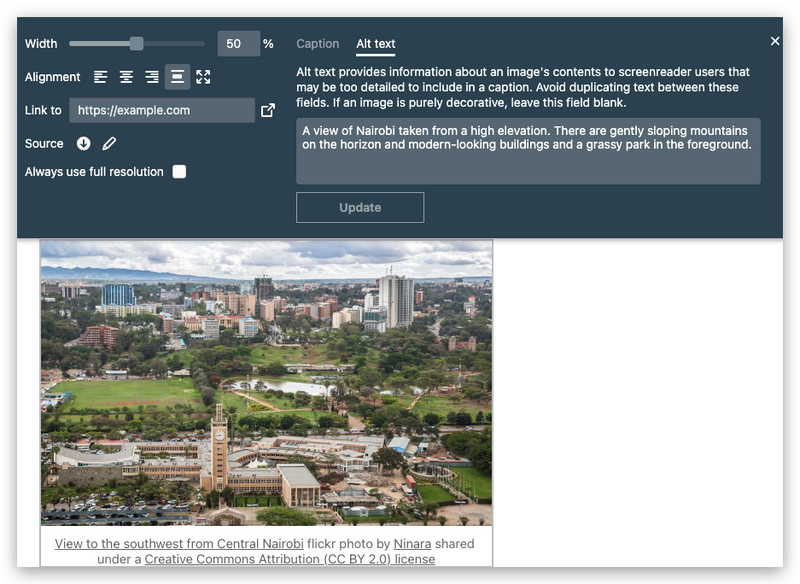 Width 50 %
Alignment
Link to https://example.com
Source
Always use full resolution
Caption Alt text
Alt text provides information about an image's contents to screenreader users that
may be too detailed to include in a caption. Avoid duplicating text between these
fields. If an image is purely decorative, leave this field blank.
A view of Nairobi taken from a high elevation. There are gently sloping mountains
on the horizon and modern-looking buildings and a grassy park in the foreground.
Update
View to the southwest from Central Nairobi flickr photo by Ninara shared
under a Creative Commons Attribution (CC BY 2.0) license